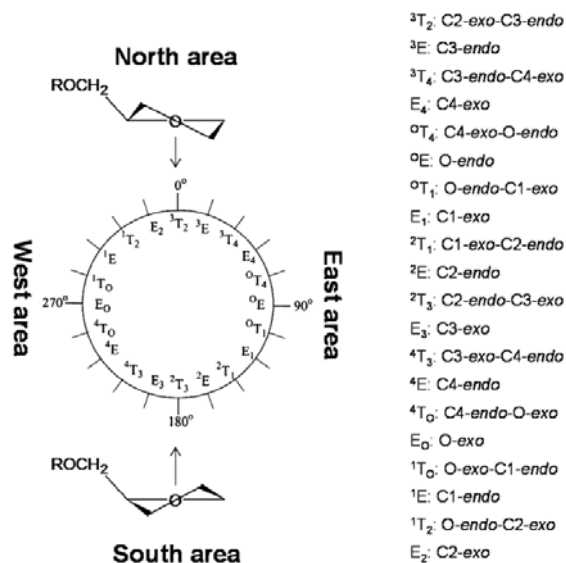 North area
ROCH₂
O
0°
³T₂
³E
³T₄
E₄
ᴼT₄
ᴼE
ᴼT₁
E₁
²T₁
²E
²T₃
E₃
⁴T₃
⁴E
⁴Tₒ
Eₒ
¹Tₒ
¹E
¹T₂
E₂
90°
180°
270°
West area
East area
ROCH₂
O
South area
³T₂: C2-exo-C3-endo
³E: C3-endo
³T₄: C3-endo-C4-exo
E₄: C4-exo
ᴼT₄: C4-exo-O-endo
ᴼE: O-endo
ᴼT₁: O-endo-C1-exo
E₁: C1-exo
²T₁: C1-exo-C2-endo
²E: C2-endo
²T₃: C2-endo-C3-exo
E₃: C3-exo
⁴T₃: C3-exo-C4-endo
⁴E: C4-endo
⁴Tₒ: C4-endo-O-exo
Eₒ: O-exo
¹Tₒ: O-exo-C1-endo
¹E: C1-endo
¹T₂: O-endo-C2-exo
E₂: C2-exo